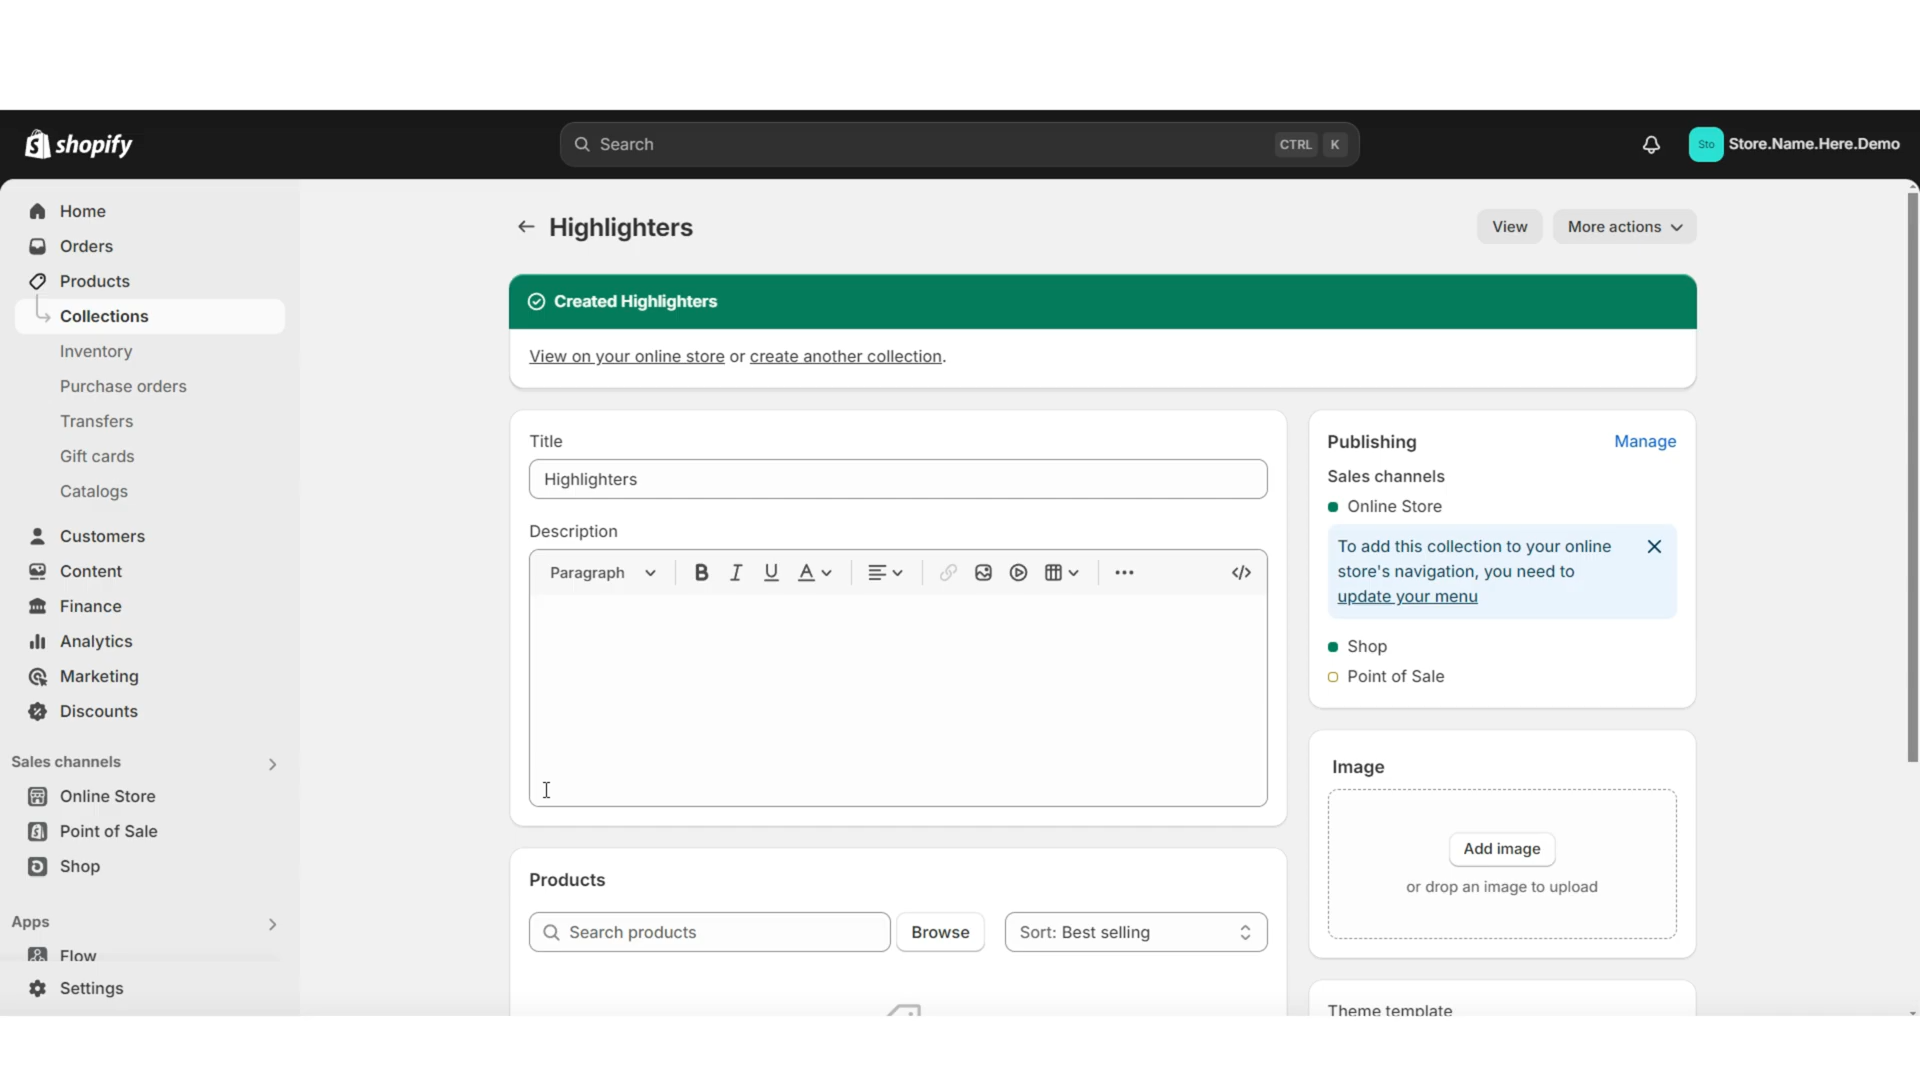 shopify
Search
CTRL K
Sto
Store.Name.Here.Demo
Home
Orders
Products
Collections
Inventory
Purchase orders
Transfers
Gift cards
Catalogs
Customers
Content
Finance
Analytics
Marketing
Discounts
Sales channels
Online Store
Point of Sale
Shop
Apps
Flow
Settings
Highlighters
View
More actions
Created Highlighters
View on your online store or create another collection.
Title
Highlighters
Description
Paragraph
B I U A
Products
Search products
Browse
Sort: Best selling
Publishing
Manage
Sales channels
Online Store
To add this collection to your online
store's navigation, you need to
update your menu
Shop
Point of Sale
Image
Add image
or drop an image to upload
Theme template